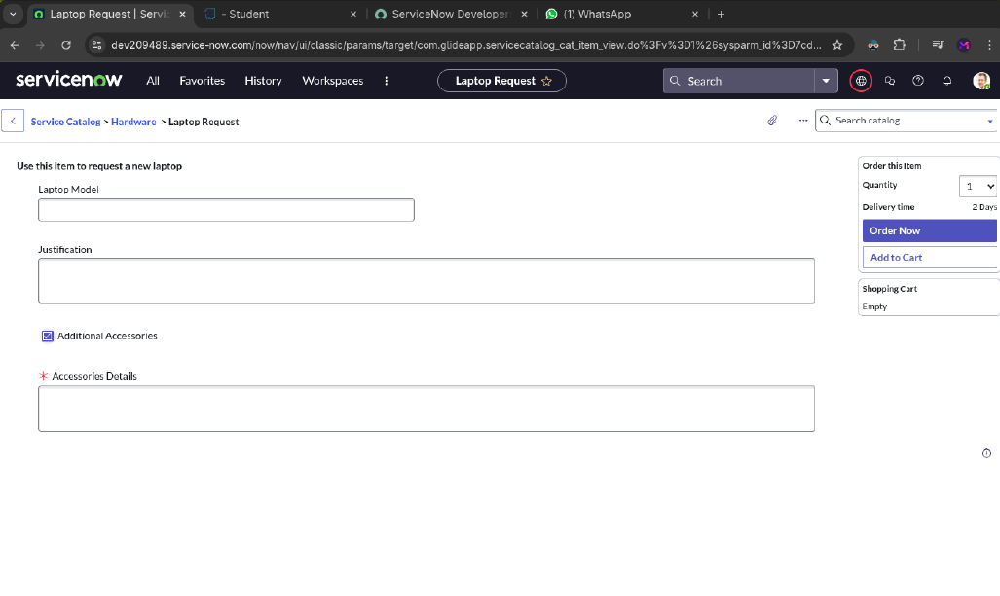 Laptop Request | Servic
- Student
ServiceNow Developer
(1) WhatsApp
dev209489.service-now.com/now/nav/ui/classic/params/target/com.glideapp.servicecatalog_cat_item_view.do%3Fv%3D1%26sysparm_id%3D7cd...
servicenow
All
Favorites
History
Workspaces
Laptop Request
Search
Service Catalog > Hardware > Laptop Request
Search catalog
Use this item to request a new laptop
Laptop Model
Justification
Additional Accessories
Accessories Details
Order this Item
Quantity
1
Delivery time
2 Days
Order Now
Add to Cart
Shopping Cart
Empty